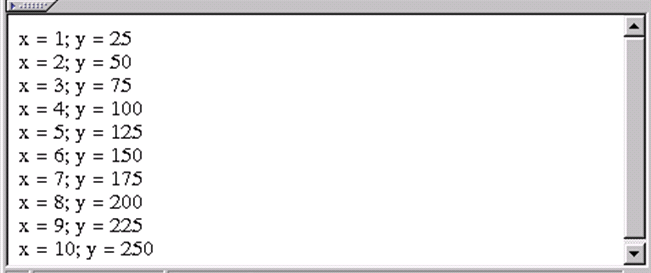 x = 1; y = 25
x = 2; y = 50
x = 3; y = 75
x = 4; y = 100
x = 5; y = 125
x = 6; y = 150
x = 7; y = 175
x = 8; y = 200
x = 9; y = 225
x = 10; y = 250